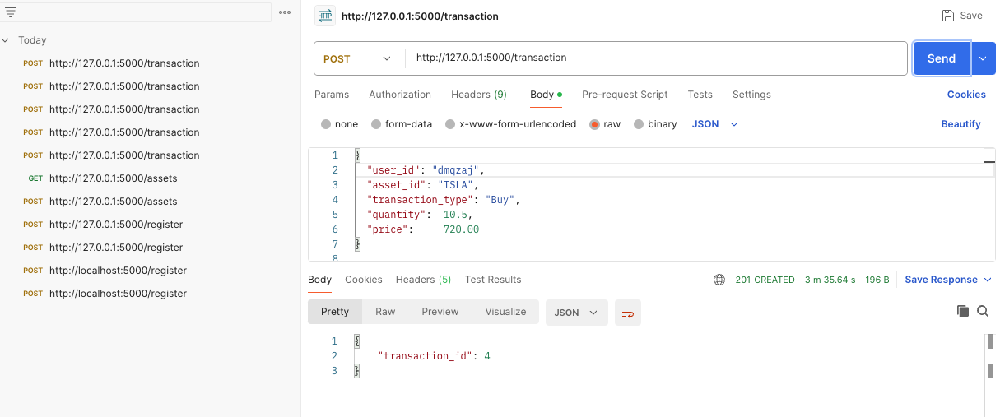 Today
POST http://127.0.0.1:5000/transaction
POST http://127.0.0.1:5000/transaction
POST http://127.0.0.1:5000/transaction
POST http://127.0.0.1:5000/transaction
POST http://127.0.0.1:5000/transaction
GET http://127.0.0.1:5000/assets
POST http://127.0.0.1:5000/assets
POST http://127.0.0.1:5000/register
POST http://127.0.0.1:5000/register
POST http://localhost:5000/register
POST http://localhost:5000/register
HTTP http://127.0.0.1:5000/transaction Save
POST http://127.0.0.1:5000/transaction Send
Params Authorization Headers (9) Body Pre-request Script Tests Settings Cookies
none form-data x-www-form-urlencoded raw binary JSON Beautify
1 {
2 "user_id": "dmqzaj",
3 "asset_id": "TSLA",
4 "transaction_type": "Buy",
5 "quantity": 10.5,
6 "price": 720.00
7 }
8
Body Cookies Headers (5) Test Results 201 CREATED 3 m 35.64 s 196 B Save Response
Pretty Raw Preview Visualize JSON
1 {
2 "transaction_id": 4
3 }